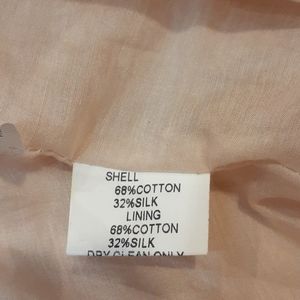 SHELL
68%COTTON
32%SILK
LINING
68%COTTON
32%SILK
DRY CLEAN ONLY